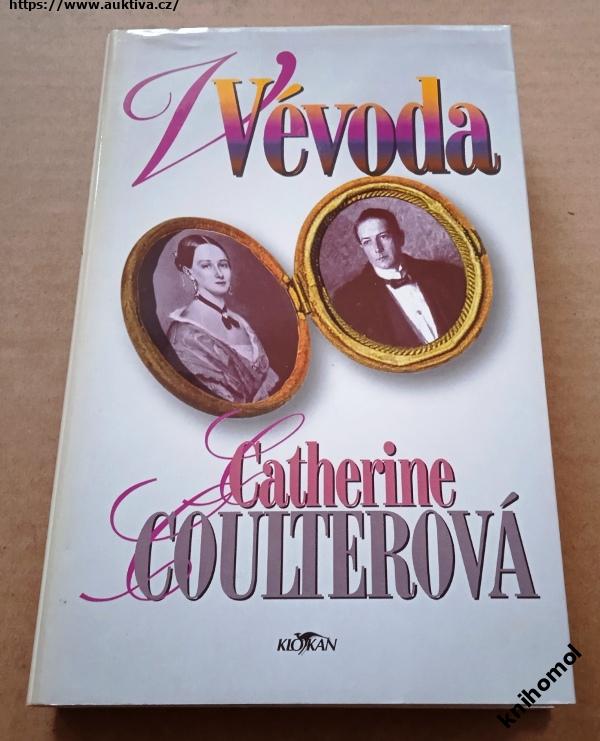 https://www.auktiva.cz/
V Vévoda
C Catherine
C COULTEROVÁ
KLOKAN
knihomol